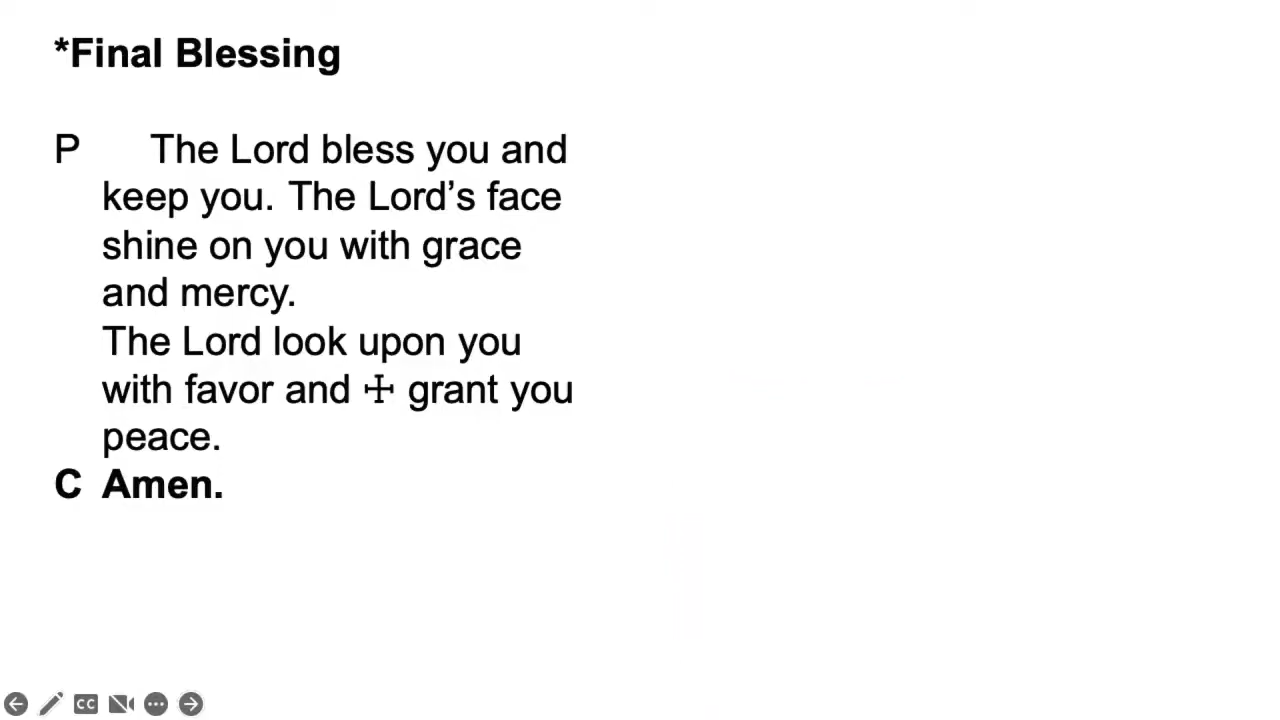 *Final Blessing
P The Lord bless you and
keep you. The Lord’s face
shine on you with grace
and mercy.
The Lord look upon you
with favor and ☩ grant you
peace.
C Amen.
CC